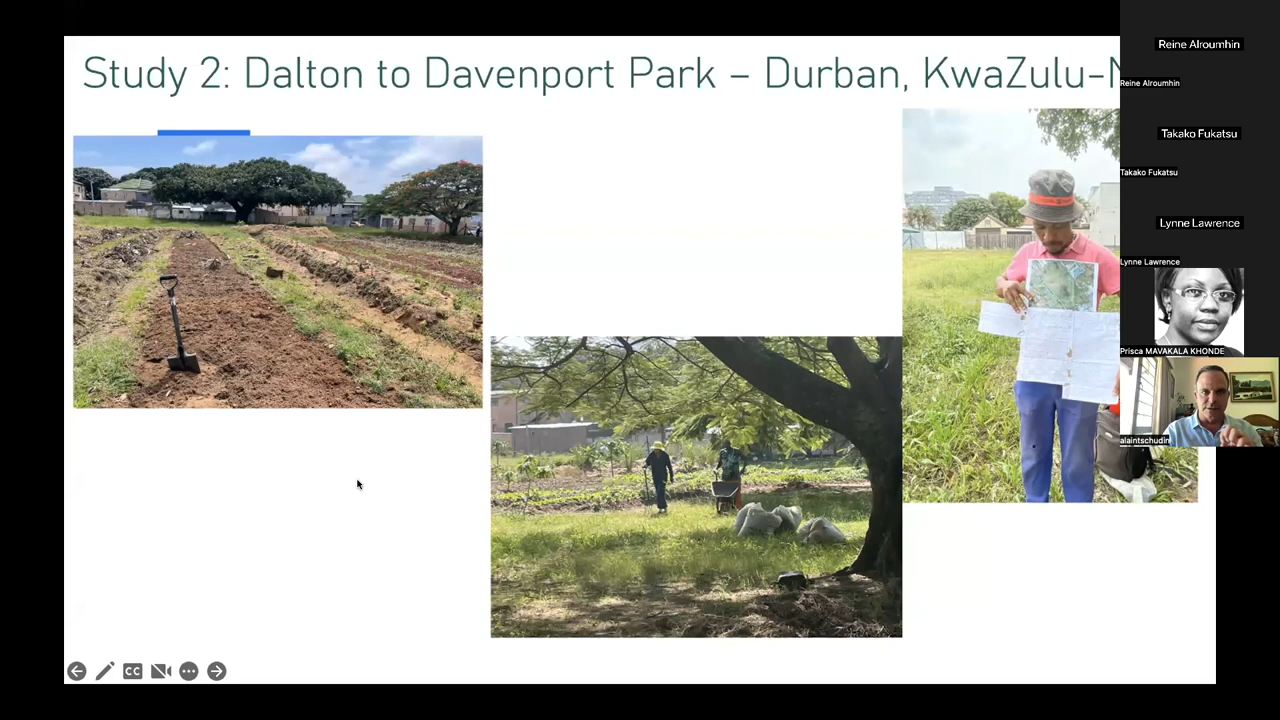 Study 2: Dalton to Davenport Park – Durban, KwaZulu-N
Reine Alroumhin
Reine Alroumhin
Takako Fukatsu
Takako Fukatsu
Lynne Lawrence
Lynne Lawrence
Prisca MAVAKALA KHONDE
alaintschudin
CC